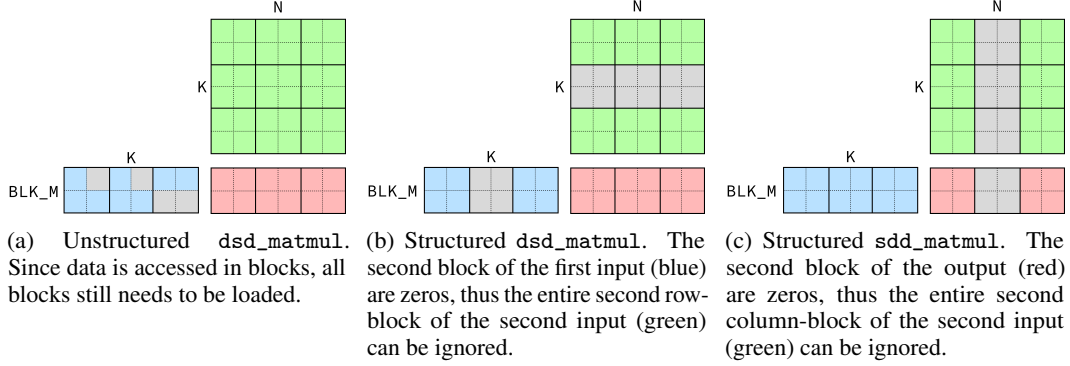 N
K
K
BLK_M
(a) Unstructured dsd_matmul.
Since data is accessed in blocks, all
blocks still needs to be loaded.
N
K
K
BLK_M
(b) Structured dsd_matmul. The
second block of the first input (blue)
are zeros, thus the entire second row-
block of the second input (green)
can be ignored.
N
K
K
BLK_M
(c) Structured sdd_matmul. The
second block of the output (red)
are zeros, thus the entire second
column-block of the second input
(green) can be ignored.